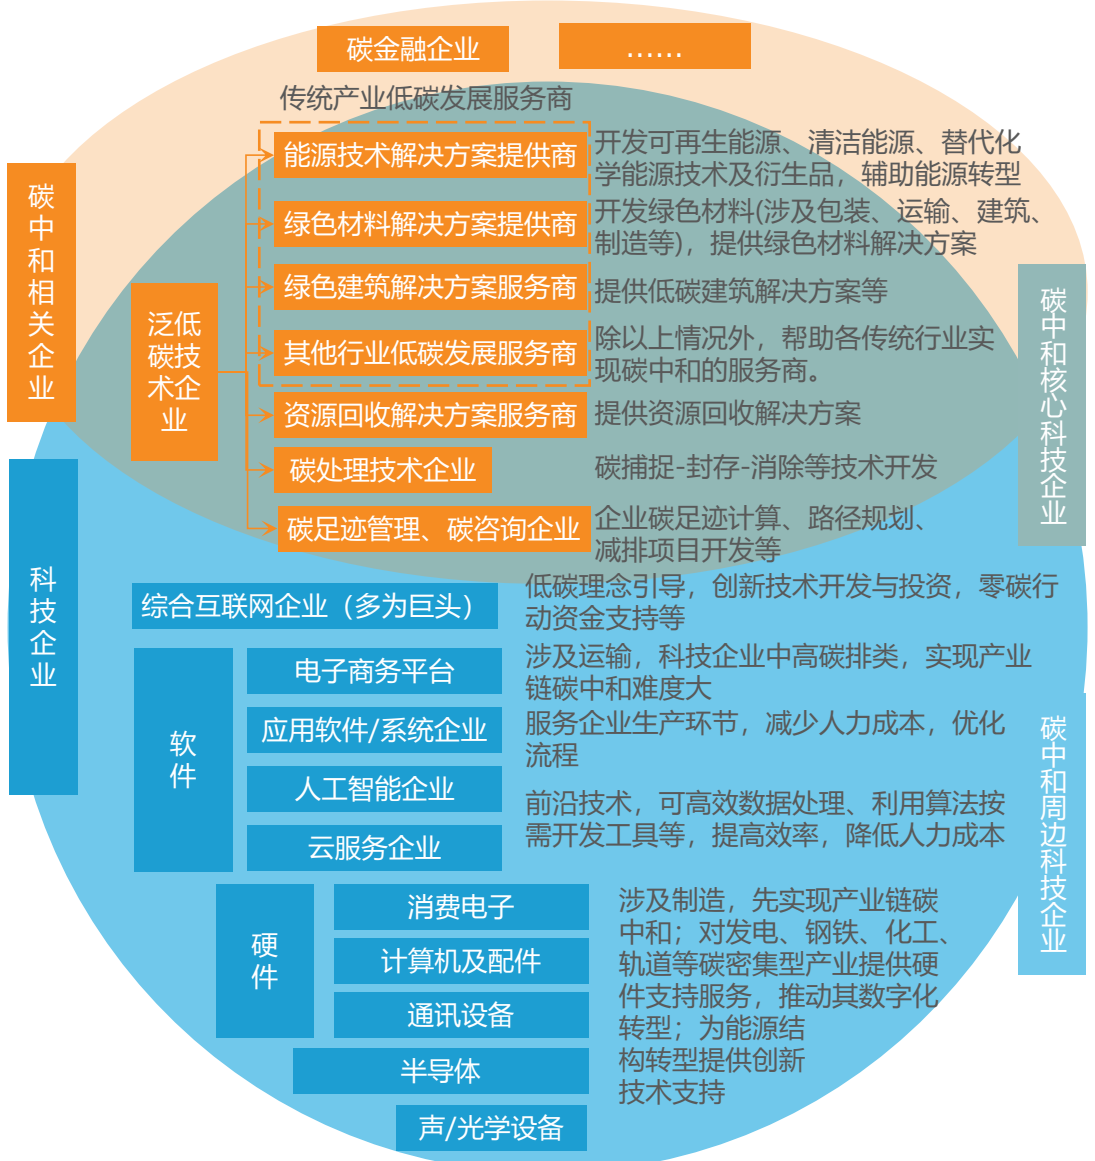 碳金融企业
……
传统产业低碳发展服务商
碳中和相关企业
泛低
碳技
术企
业
能源技术解决方案提供商
开发可再生能源、清洁能源、替代化
学能源技术及衍生品，辅助能源转型
绿色材料解决方案提供商
开发绿色材料(涉及包装、运输、建筑、
制造等)，提供绿色材料解决方案
绿色建筑解决方案服务商
提供低碳建筑解决方案等
其他行业低碳发展服务商
除以上情况外，帮助各传统行业实
现碳中和的服务商。
资源回收解决方案服务商
提供资源回收解决方案
碳处理技术企业
碳捕捉-封存-消除等技术开发
碳足迹管理、碳咨询企业
企业碳足迹计算、路径规划、
减排项目开发等
碳中和核心科技企业
科技企业
综合互联网企业（多为巨头）
低碳理念引导，创新技术开发与投资，零碳行
动资金支持等
软件
电子商务平台
涉及运输，科技企业中高碳排类，实现产业
链碳中和难度大
应用软件/系统企业
服务企业生产环节，减少人力成本，优化
流程
人工智能企业
云服务企业
前沿技术，可高效数据处理、利用算法按
需开发工具等，提高效率，降低人力成本
碳中和周边科技企业
硬件
消费电子
计算机及配件
通讯设备
半导体
声/光学设备
涉及制造，先实现产业链碳
中和；对发电、钢铁、化工、
轨道等碳密集型产业提供硬
件支持服务，推动其数字化
转型；为能源结
构转型提供创新
技术支持